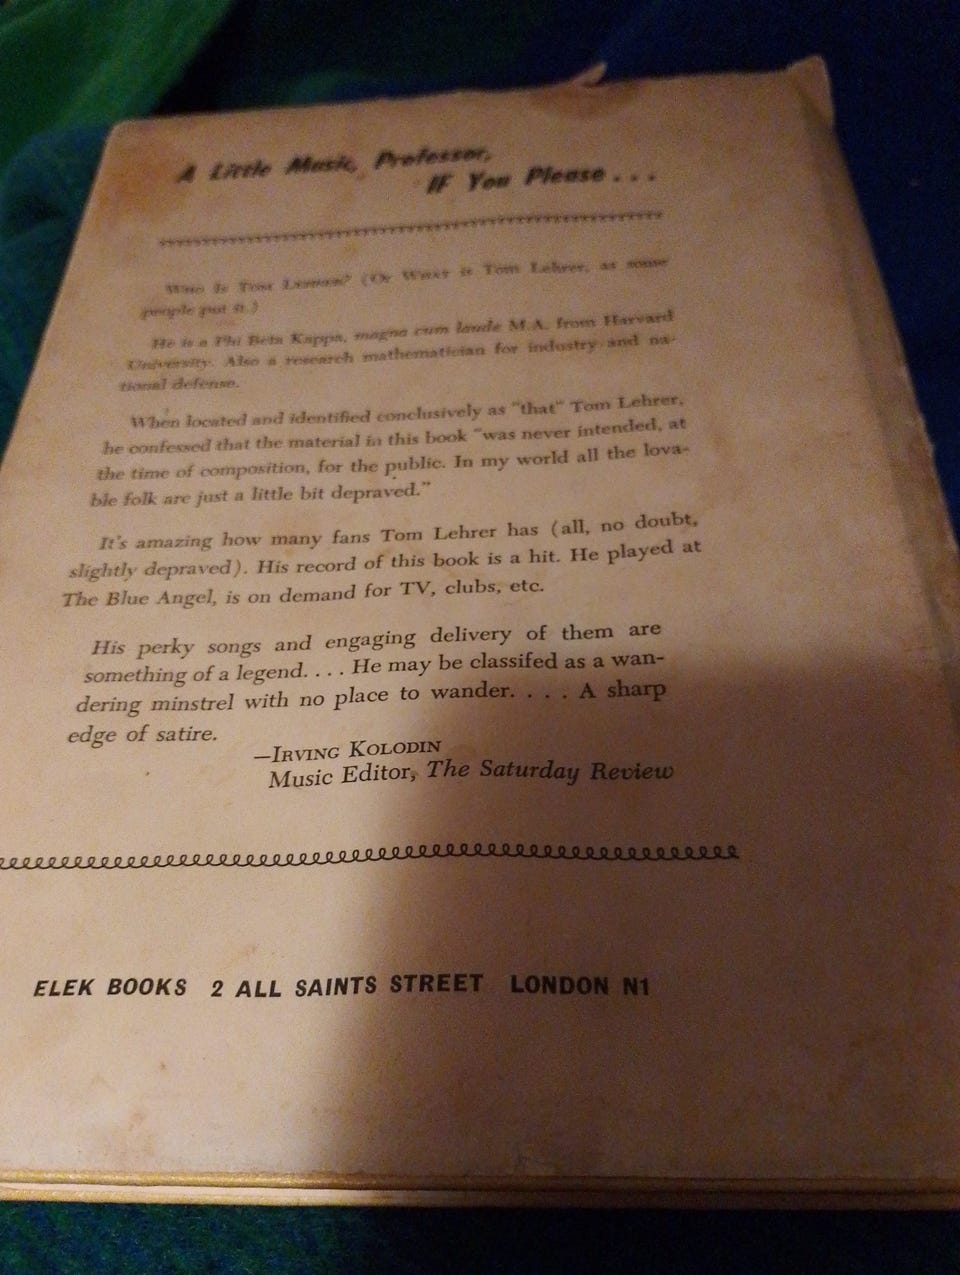 A Little Music, Professor,
IF You Please...
Who Is Tom Lehrer? (Or What is Tom Lehrer, as some
people put it.)
He is a Phi Beta Kappa, magna cum laude M.A. from Harvard
University. Also a research mathematician for industry and na-
tional defense.
When located and identified conclusively as "that" Tom Lehrer,
he confessed that the material in this book "was never intended, at
the time of composition, for the public. In my world all the lova-
ble folk are just a little bit depraved."
It's amazing how many fans Tom Lehrer has (all, no doubt,
slightly depraved). His record of this book is a hit. He played at
The Blue Angel, is on demand for TV, clubs, etc.
His perky songs and engaging delivery of them are
something of a legend.... He may be classifed as a wan-
dering minstrel with no place to wander.... A sharp
edge of satire.
—Irving Kolodin
Music Editor, The Saturday Review
ELEK BOOKS 2 ALL SAINTS STREET LONDON N1